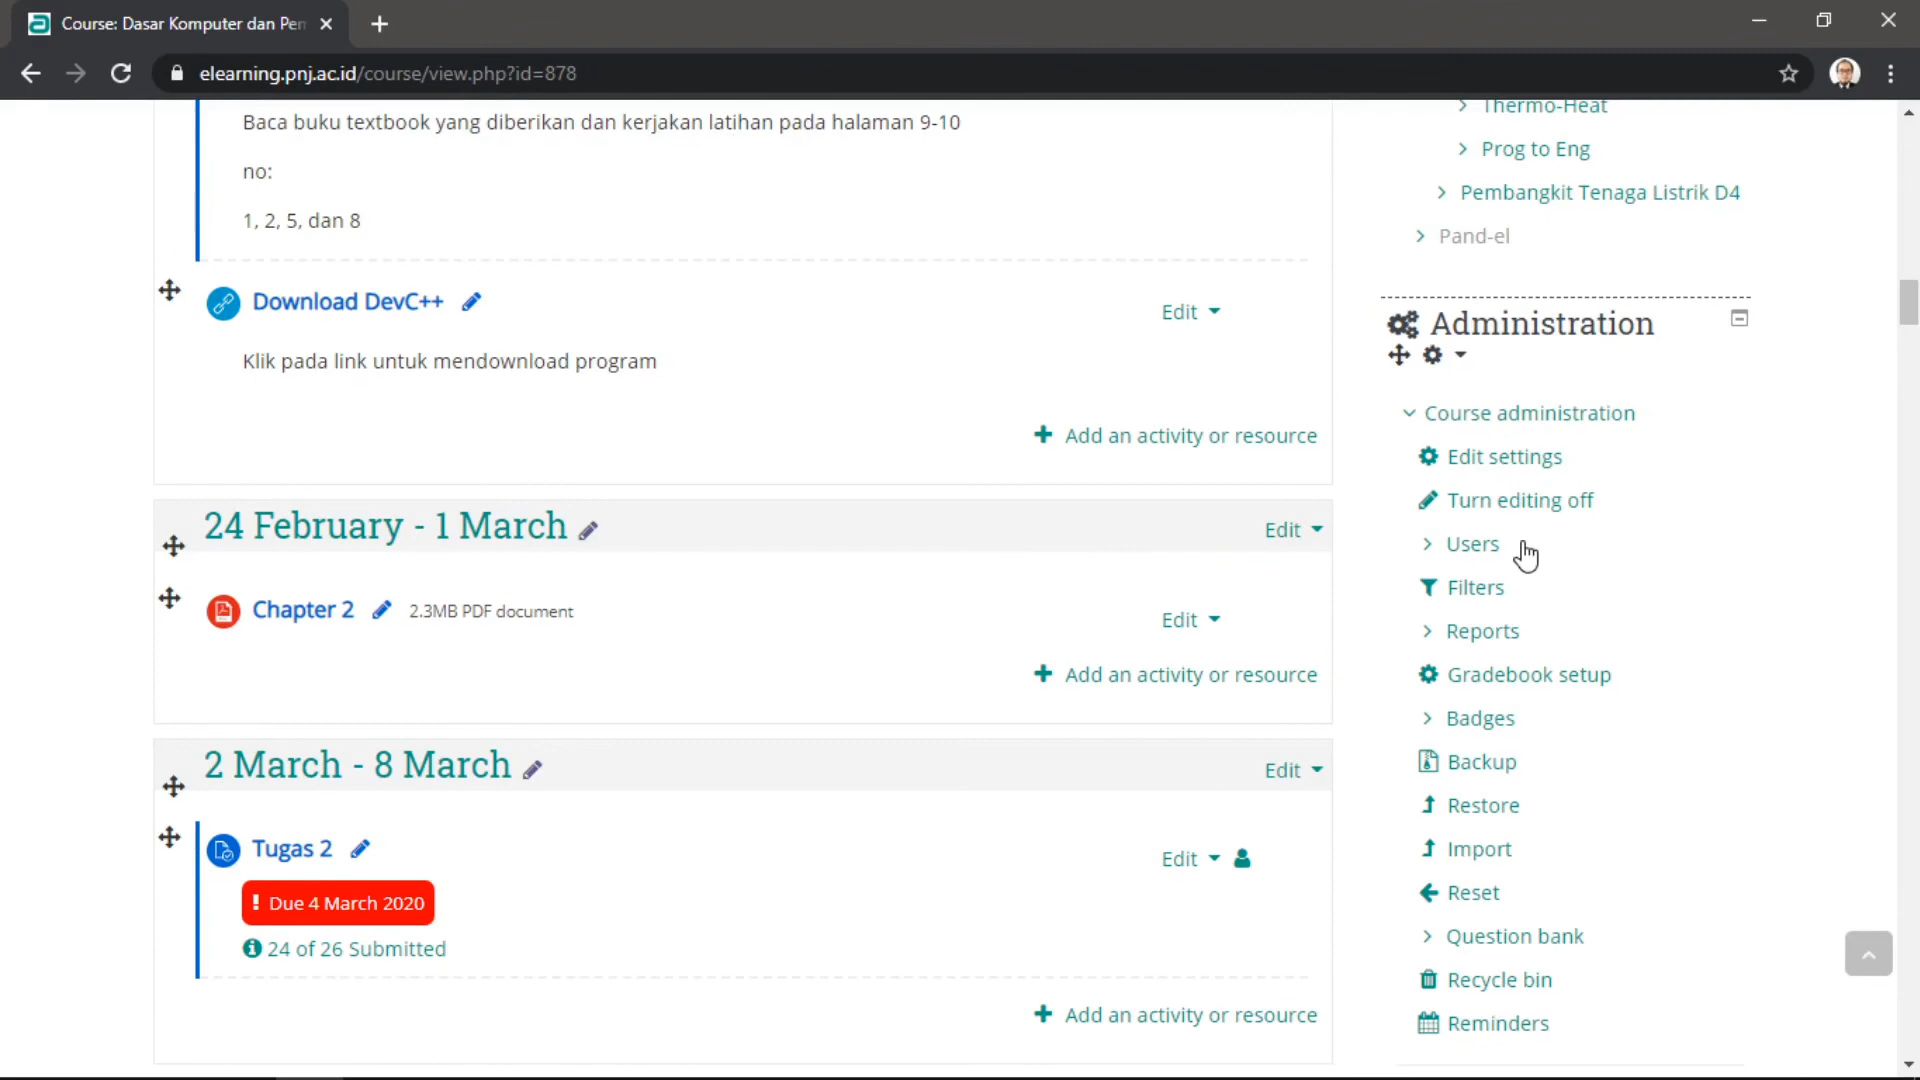 Course: Dasar Komputer dan Pem
elearning.pnj.ac.id/course/view.php?id=878
Baca buku textbook yang diberikan dan kerjakan latihan pada halaman 9-10
no:
1, 2, 5, dan 8
Download DevC++
Edit
Klik pada link untuk mendownload program
Add an activity or resource
24 February - 1 March
Edit
Chapter 2
2.3MB PDF document
Edit
Add an activity or resource
2 March - 8 March
Edit
Tugas 2
Edit
Due 4 March 2020
24 of 26 Submitted
Add an activity or resource
Thermo-Heat
Prog to Eng
Pembangkit Tenaga Listrik D4
Pand-el
Administration
Course administration
Edit settings
Turn editing off
Users
Filters
Reports
Gradebook setup
Badges
Backup
Restore
Import
Reset
Question bank
Recycle bin
Reminders